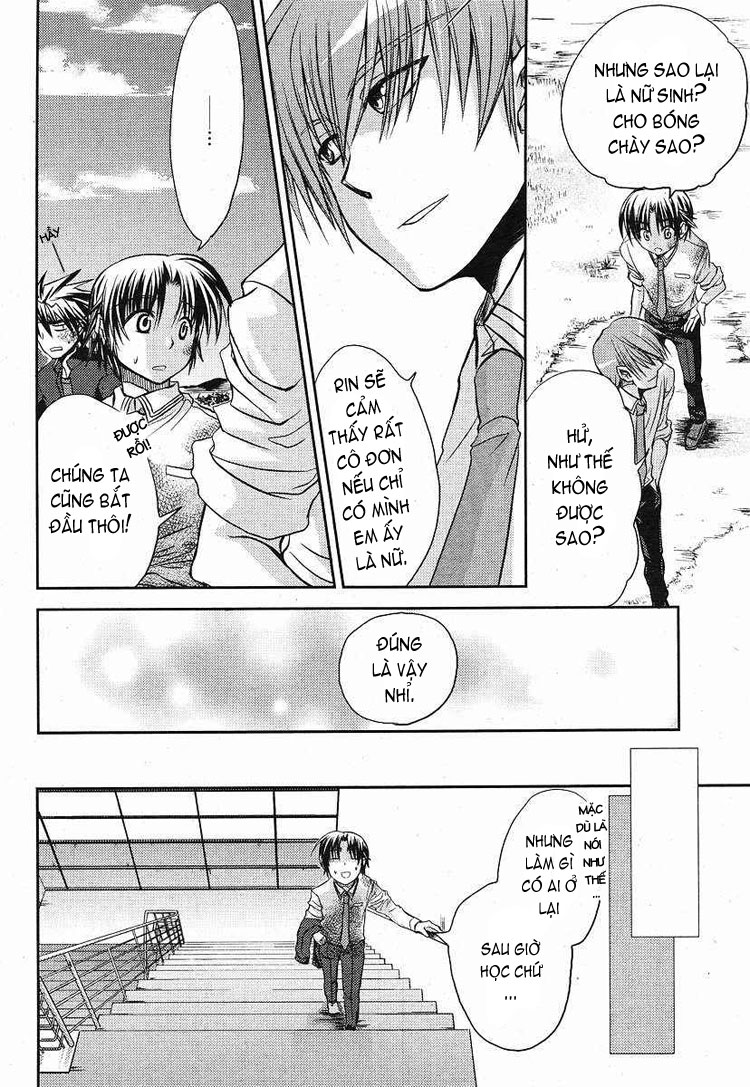 NHƯNG SAO LẠI
LÀ NỮ SINH?
CHO BÓNG
CHÀY SAO?
HỬ,
NHƯ THẾ
KHÔNG
ĐƯỢC
SAO?
RIN SẼ
CẢM
THẤY RẤT
CÔ ĐƠN
NẾU CHỈ
CÓ MÌNH
EM ẤY
LÀ NỮ.
...
HẦY
ĐƯỢC
RỒI!
CHÚNG TA
CŨNG BẮT
ĐẦU THÔI!
ĐÚNG
LÀ VẬY
NHỈ.
MẶC
DÙ LÀ
NÓI
NHƯ
THẾ
...
NHƯNG
LÀM GÌ
CÓ AI Ở
LẠI
SAU GIỜ
HỌC CHỨ
...